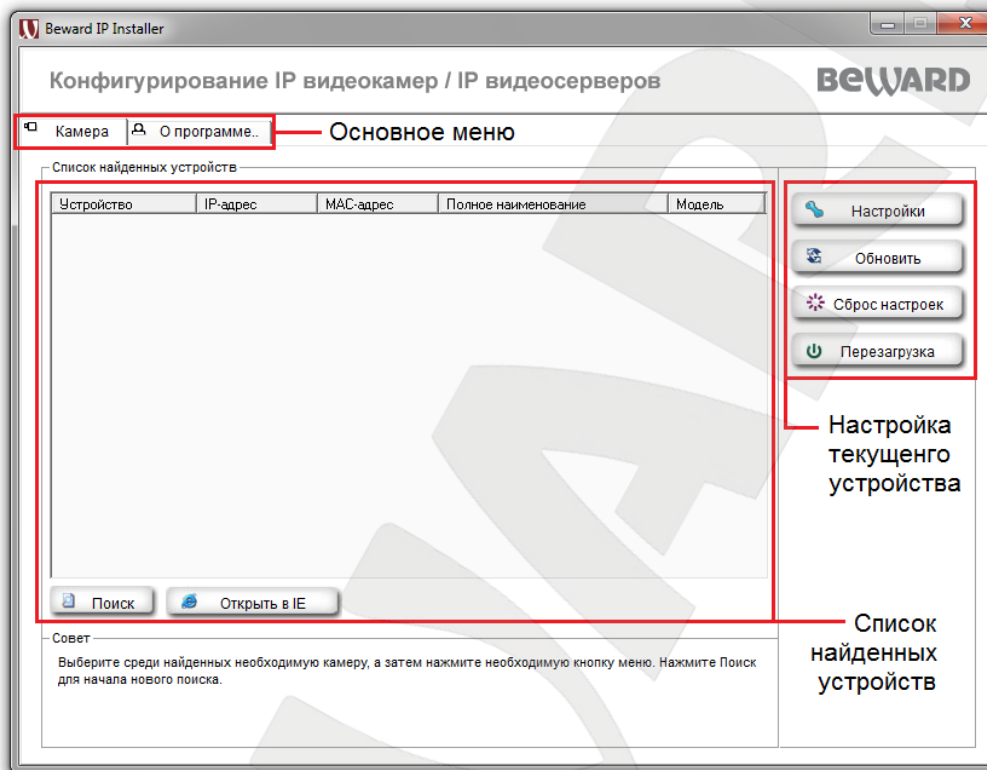 Beward IP Installer
Конфигурирование IP видеокамер / IP видеосерверов
BEWARD
Камера
О программе..
Основное меню
Список найденных устройств
Устройство
IP-адрес
MAC-адрес
Полное наименование
Модель
Настройки
Обновить
Сброс настроек
Перезагрузка
Настройка
текущенго
устройства
Поиск
Открыть в IE
Список
найденных
устройств
Совет
Выберите среди найденных необходимую камеру, а затем нажмите необходимую кнопку меню. Нажмите Поиск
для начала нового поиска.